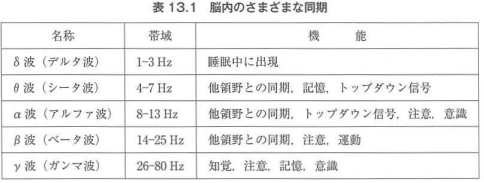 表 13.1 脳内のさまざまな同期
名称 帯域 機能
δ波（デルタ波） 1-3 Hz 睡眠中に出現
θ波（シータ波） 4-7 Hz 他領野との同期，記憶，トップダウン信号
α波（アルファ波） 8-13 Hz 他領野との同期，トップダウン信号，注意，意識
β波（ベータ波） 14-25 Hz 他領野との同期，注意，運動
γ波（ガンマ波） 26-80 Hz 知覚，注意，記憶，意識